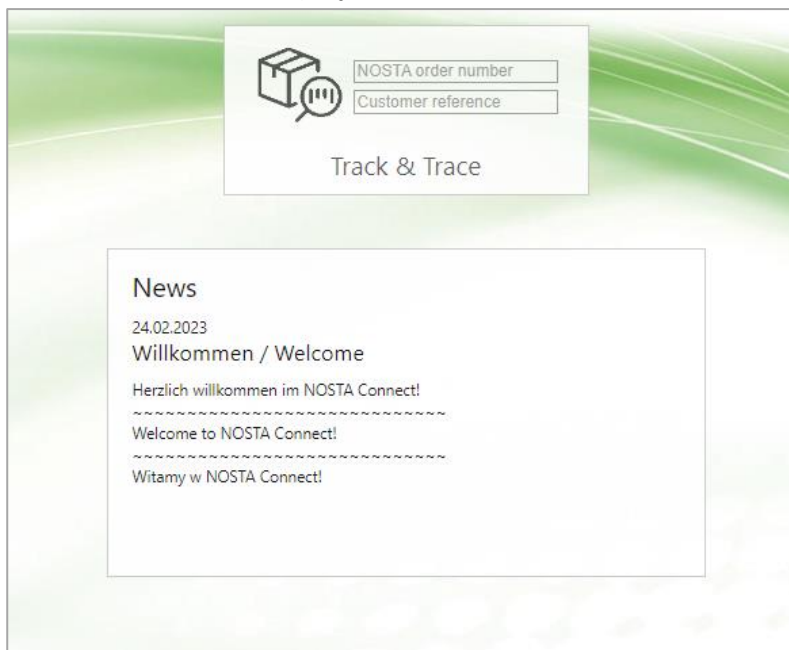 NOSTA order number
Customer reference
Track & Trace
News
24.02.2023
Willkommen / Welcome
Herzlich willkommen im NOSTA Connect!
~~~~~~~~~~~~~~~~~~~~~~~~~~~~~
Welcome to NOSTA Connect!
~~~~~~~~~~~~~~~~~~~~~~~~~~~~~
Witamy w NOSTA Connect!